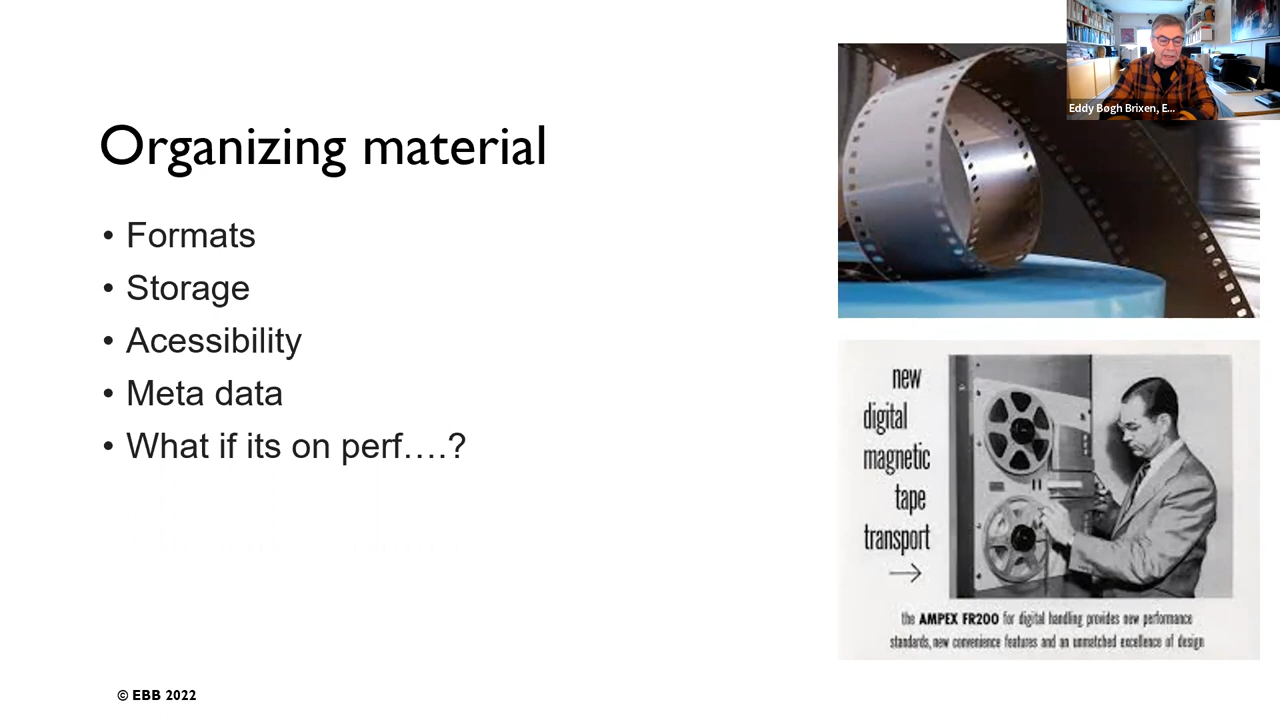 Eddy Bøgh Brixen, E...
Organizing material
• Formats
• Storage
• Acessibility
• Meta data
• What if its on perf….?
new
digital
magnetic
tape
transport
→
the AMPEX FR200 for digital handling provides new performance
standards, new convenience features and an unmatched excellence of design
© EBB 2022